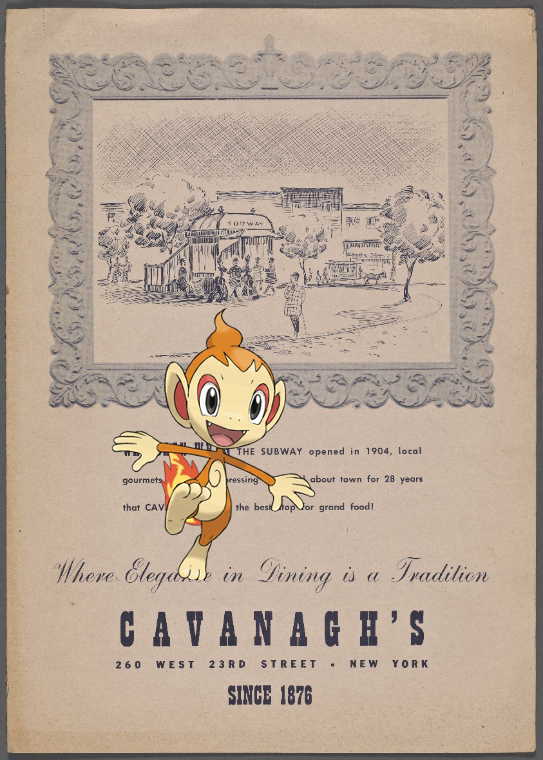 SUBWAY
THE SUBWAY opened in 1904, local
gourmets about town for 28 years
that the best for grand food!
Where Elegance in Dining is a Tradition
CAVANAGH'S
260 WEST 23RD STREET • NEW YORK
SINCE 1876